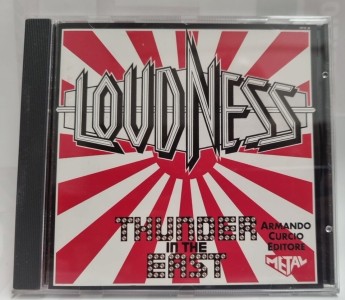 LOUDNESS
THUNDER
IN THE
EAST
ARMANDO
CURCIO
EDITORE
METAL